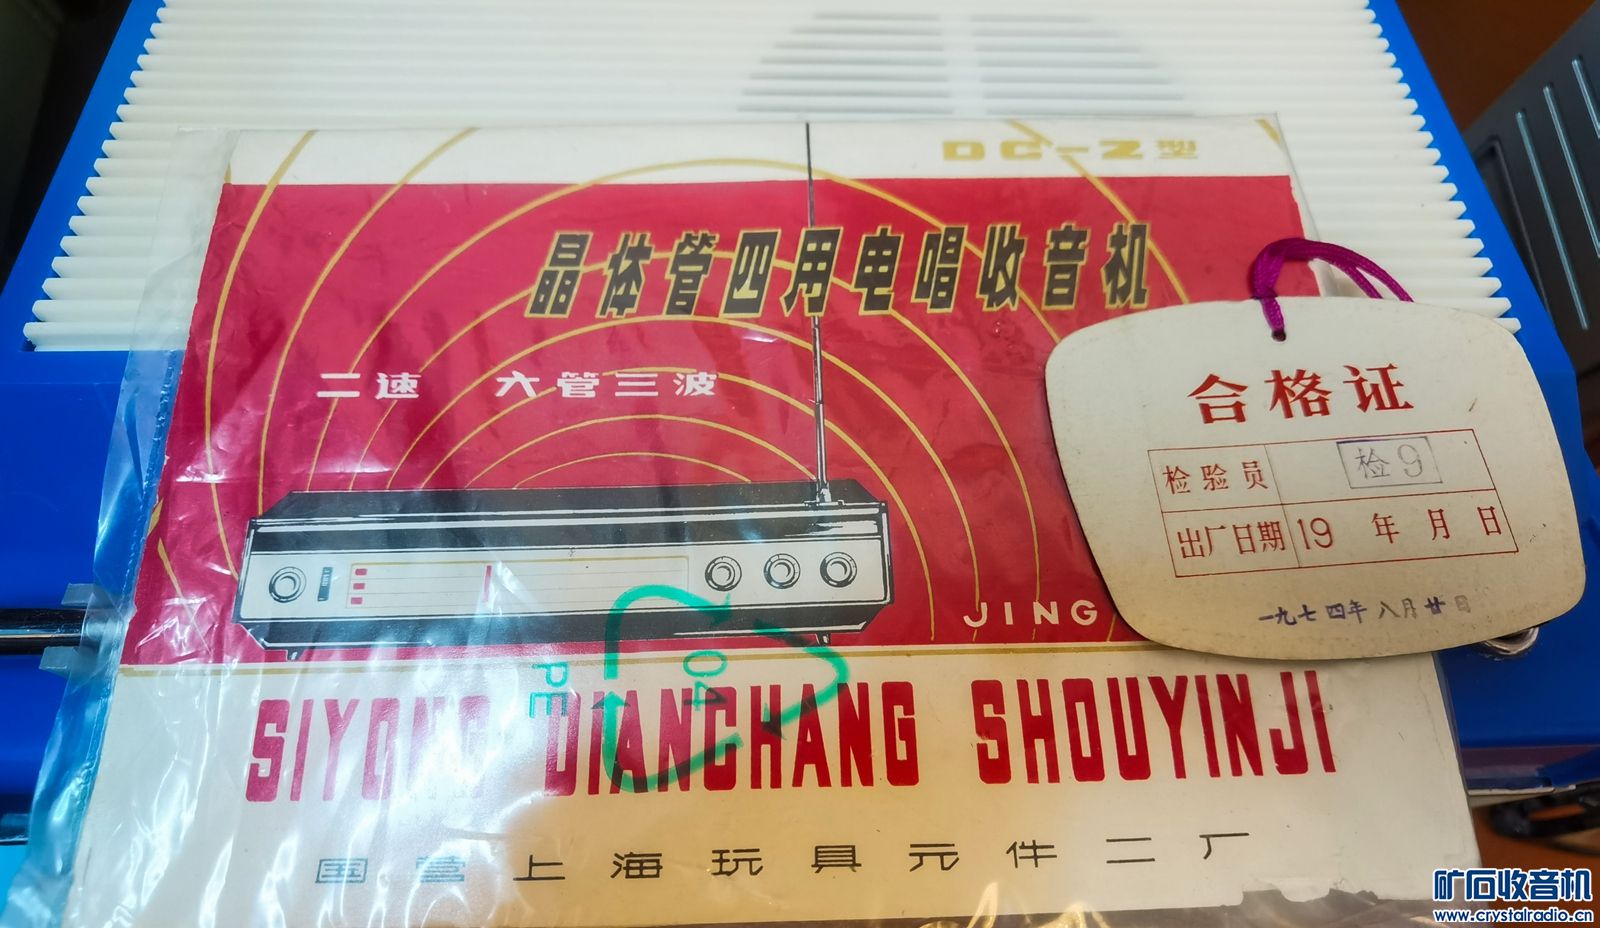 DC-2型
晶体管四用电唱收音机
二速 六管三波
JING
SIYONG DIANCHANG SHOUYINJI
国营上海玩具元件二厂
合格证
检验员 检9
出厂日期 19 年 月 日
一九七四年八月廿日
PE
04
矿石收音机
www.crystalradio.cn